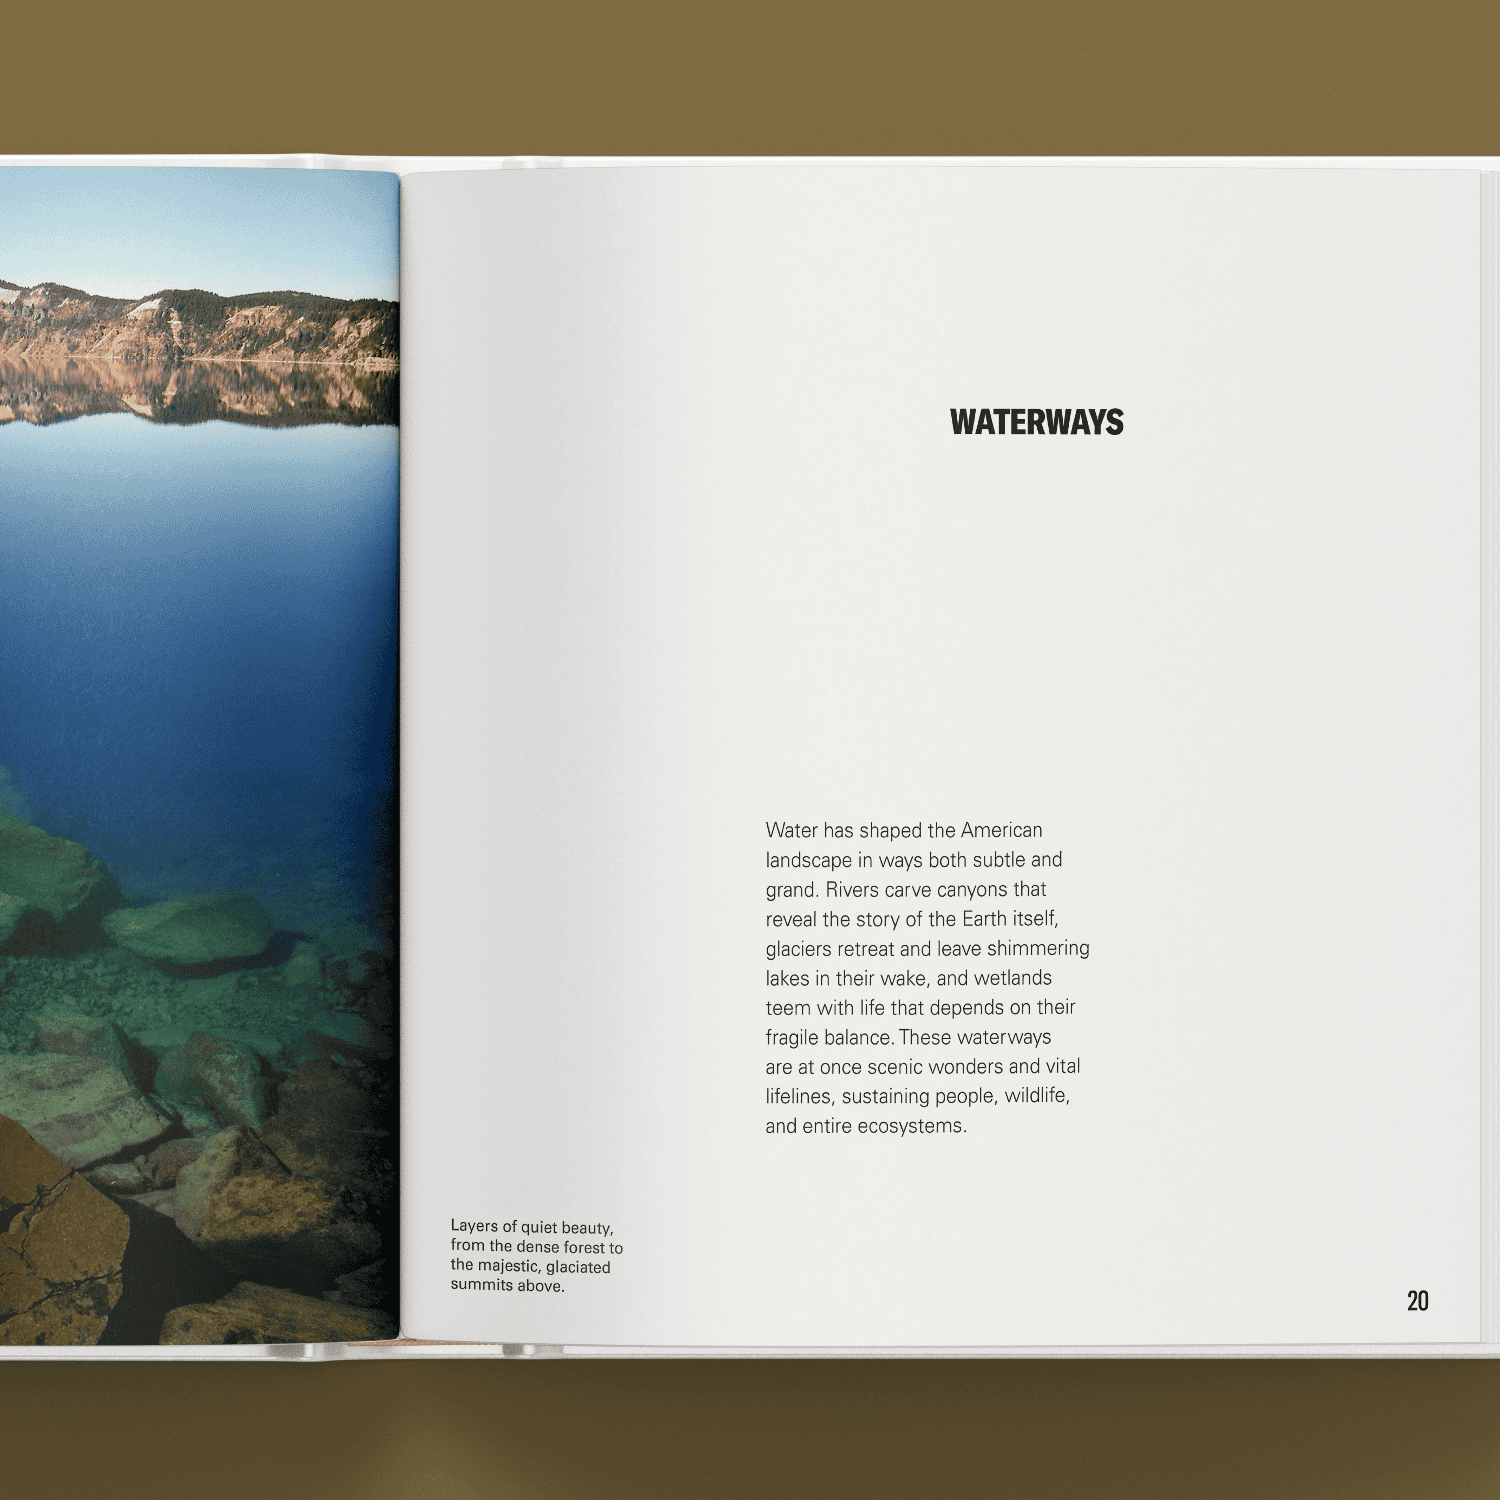 WATERWAYS
Water has shaped the American
landscape in ways both subtle and
grand. Rivers carve canyons that
reveal the story of the Earth itself,
glaciers retreat and leave shimmering
lakes in their wake, and wetlands
teem with life that depends on their
fragile balance. These waterways
are at once scenic wonders and vital
lifelines, sustaining people, wildlife,
and entire ecosystems.
Layers of quiet beauty,
from the dense forest to
the majestic, glaciated
summits above.
20